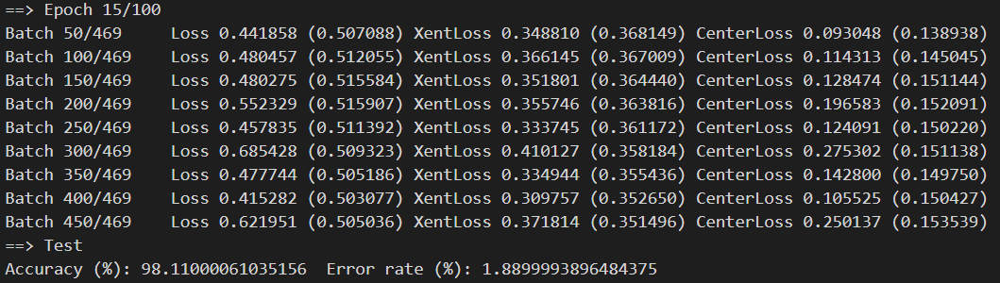 ==> Epoch 15/100
Batch 50/469 Loss 0.441858 (0.507088) XentLoss 0.348810 (0.368149) CenterLoss 0.093048 (0.138938)
Batch 100/469 Loss 0.480457 (0.512055) XentLoss 0.366145 (0.367009) CenterLoss 0.114313 (0.145045)
Batch 150/469 Loss 0.480275 (0.515584) XentLoss 0.351801 (0.364440) CenterLoss 0.128474 (0.151144)
Batch 200/469 Loss 0.552329 (0.515907) XentLoss 0.355746 (0.363816) CenterLoss 0.196583 (0.152091)
Batch 250/469 Loss 0.457835 (0.511392) XentLoss 0.333745 (0.361172) CenterLoss 0.124091 (0.150220)
Batch 300/469 Loss 0.685428 (0.509323) XentLoss 0.410127 (0.358184) CenterLoss 0.275302 (0.151138)
Batch 350/469 Loss 0.477744 (0.505186) XentLoss 0.334944 (0.355436) CenterLoss 0.142800 (0.149750)
Batch 400/469 Loss 0.415282 (0.503077) XentLoss 0.309757 (0.352650) CenterLoss 0.105525 (0.150427)
Batch 450/469 Loss 0.621951 (0.505036) XentLoss 0.371814 (0.351496) CenterLoss 0.250137 (0.153539)
==> Test
Accuracy (%): 98.11000061035156 Error rate (%): 1.8899993896484375